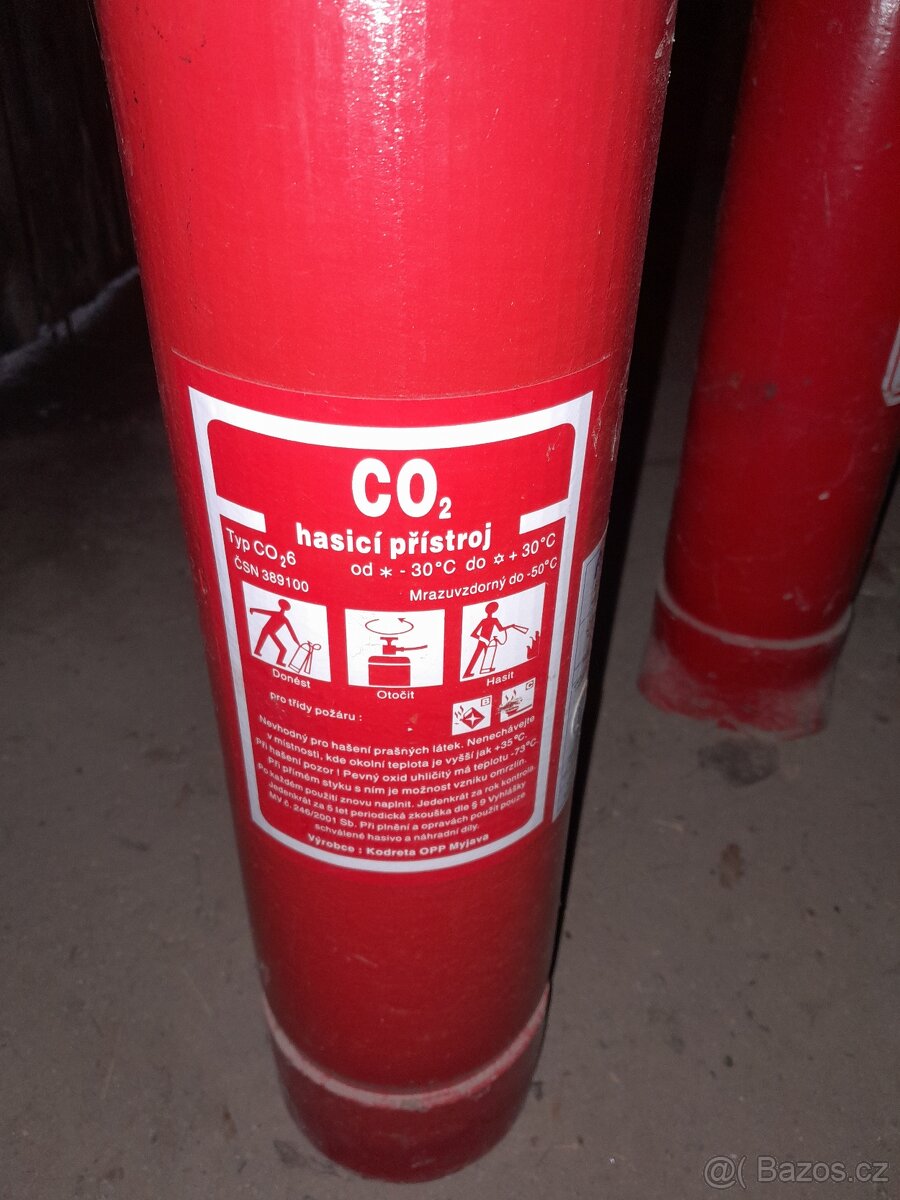 CO2
hasicí přístroj
Typ CO26
od * - 30°C do ✡ + 30°C
ČSN 389100
Mrazuvzdorný do -50°C
Donést
Otočit
Hasit
pro třídy požáru :
B
C
Nevhodný pro hašení prašných látek. Nenechávejte
v místnosti, kde okolní teplota je vyšší jak +35°C.
Při hašení pozor ! Pevný oxid uhličitý má teplotu -73°C
Při přímém styku s ním je možnost vzniku omrzlin.
Po každém použití znovu naplnit. Jedenkrát za rok kontrola.
Jedenkrát za 5 let periodická zkouška dle § 9 Vyhlášky
MV č. 246/2001 Sb. Při plnění a opravách použít pouze
schválené hasivo a náhradní díly.
Výrobce : Kodreta OPP Myjava
@( Bazos.cz